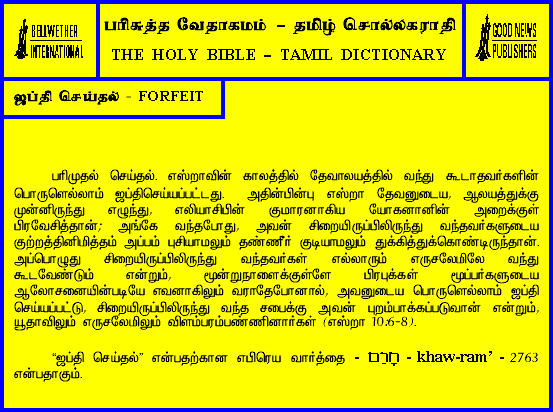 BELLWETHER
INTERNATIONAL
பரிசுத்த வேதாகமம் – தமிழ் சொல்லகராதி
THE HOLY BIBLE – TAMIL DICTIONARY
GOOD NEWS
PUBLISHERS
ஜப்தி செய்தல் - FORFEIT
பரிமுதல் செய்தல். எஸ்றாவின் காலத்தில் தேவாலயத்தில் வந்து கூடாதவர்களின்
பொருளெல்லாம் ஜப்திசெய்யப்பட்டது. அதின்பின்பு எஸ்றா தேவனுடைய, ஆலயத்துக்கு
முன்னிருந்து எழுந்து, எலியாசிபின் குமாரனாகிய யோகனானின் அறைக்குள்
பிரவேசித்தான்; அங்கே வந்தபோது, அவன் சிறையிருப்பிலிருந்து வந்தவர்களுடைய
குற்றத்தினிமித்தம் அப்பம் புசியாமலும் தண்ணீர் குடியாமலும் துக்கித்துக்கொண்டிருந்தான்.
அப்பொழுது சிறையிருப்பிலிருந்து வந்தவர்கள் எல்லாரும் எருசலேமிலே வந்து
கூடவேண்டும் என்றும், மூன்றுநாளைக்குள்ளே பிரபுக்கள் மூப்பர்களுடைய
ஆலோசனையின்படியே எவனாகிலும் வராதேபோனால், அவனுடைய பொருளெல்லாம் ஜப்தி
செய்யப்பட்டு, சிறையிருப்பிலிருந்து வந்த சபைக்கு அவன் புறம்பாக்கப்படுவான் என்றும்,
யூதாவிலும் எருசலேமிலும் விளம்பரம்பண்ணினார்கள் (எஸ்றா 10:6-8).
“ஜப்தி செய்தல்” என்பதற்கான எபிரெய வார்த்தை - חָרַם - khaw-ram’ - 2763
என்பதாகும்.